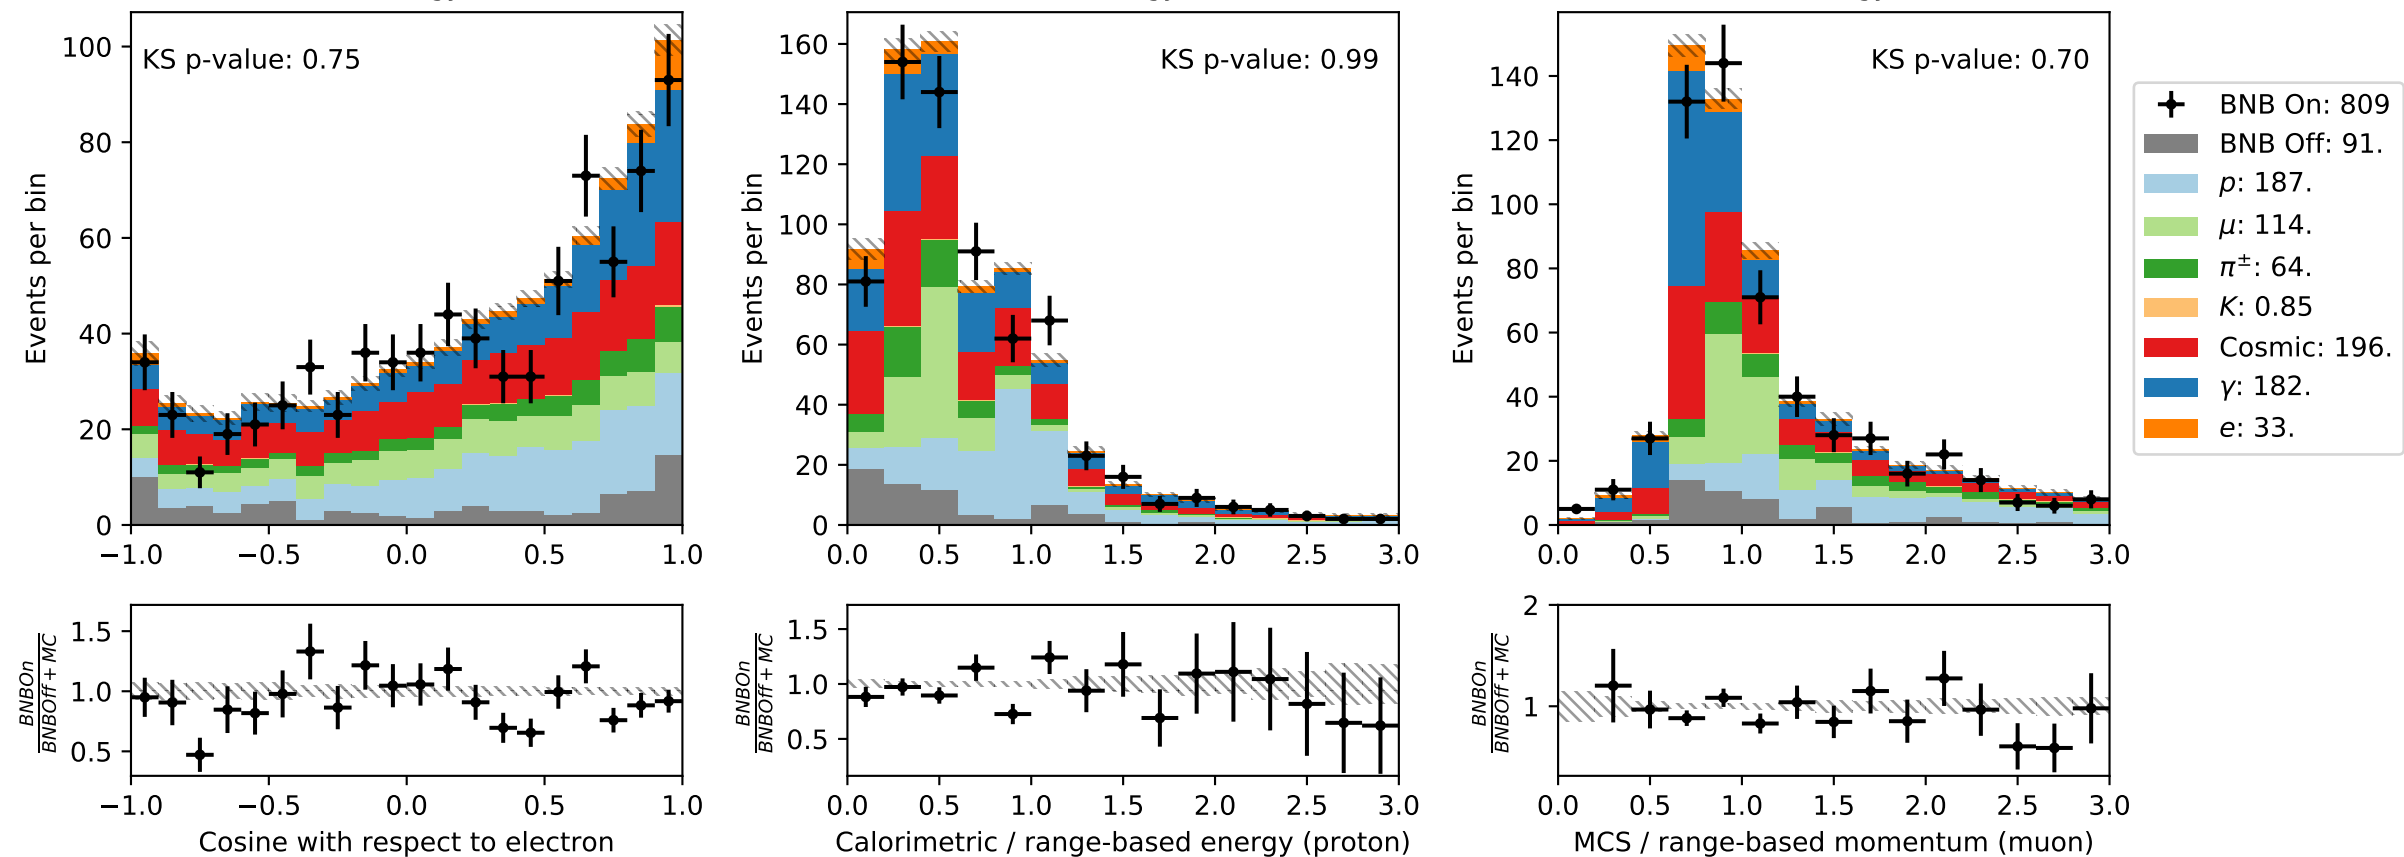 KS p-value: 0.75
Events per bin
100
80
60
40
20
0
−1.0 −0.5 0.0 0.5 1.0
BNBOn
BNBOff + MC
1.5
1.0
0.5
−1.0 −0.5 0.0 0.5 1.0
Cosine with respect to electron
KS p-value: 0.99
Events per bin
160
140
120
100
80
60
40
20
0
0.0 0.5 1.0 1.5 2.0 2.5 3.0
BNBOn
BNBOff + MC
1.5
1.0
0.5
0.0 0.5 1.0 1.5 2.0 2.5 3.0
Calorimetric / range-based energy (proton)
KS p-value: 0.70
Events per bin
140
120
100
80
60
40
20
0
0.0 0.5 1.0 1.5 2.0 2.5 3.0
BNBOn
BNBOff + MC
2
1
0.0 0.5 1.0 1.5 2.0 2.5 3.0
MCS / range-based momentum (muon)
BNB On: 809
BNB Off: 91.
p: 187.
μ: 114.
π±: 64.
K: 0.85
Cosmic: 196.
γ: 182.
e: 33.